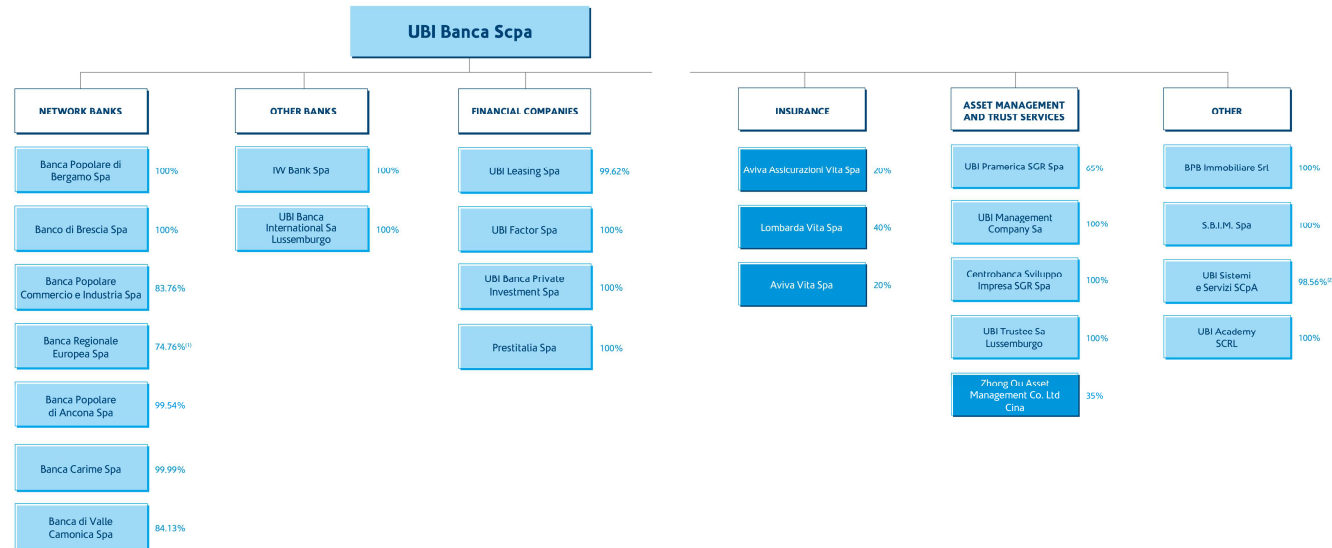 UBI Banca Scpa
NETWORK BANKS
Banca Popolare di
Bergamo Spa
100%
Banco di Brescia Spa
100%
Banca Popolare
Commercio e Industria Spa
83.76%
Banca Regionale
Europea Spa
74.76%(1)
Banca Popolare
di Ancona Spa
99.54%
Banca Carime Spa
99.99%
Banca di Valle
Camonica Spa
84.13%
OTHER BANKS
IW Bank Spa
100%
UBI Banca
International Sa
Lussemburgo
100%
FINANCIAL COMPANIES
UBI Leasing Spa
99.62%
UBI Factor Spa
100%
UBI Banca Private
Investment Spa
100%
Prestitalia Spa
100%
INSURANCE
Aviva Assicurazioni Vita Spa
20%
Lombarda Vita Spa
40%
Aviva Vita Spa
20%
ASSET MANAGEMENT
AND TRUST SERVICES
UBI Pramerica SGR Spa
65%
UBI Management
Company Sa
100%
Centrobanca Sviluppo
Impresa SGR Spa
100%
UBI Trustee Sa
Lussemburgo
100%
Zhong Ou Asset
Management Co. Ltd
Cina
35%
OTHER
BPB Immobiliare Srl
100%
S.B.I.M. Spa
100%
UBI Sistemi
e Servizi SCpA
98.56%(2
UBI Academy
SCRL
100%